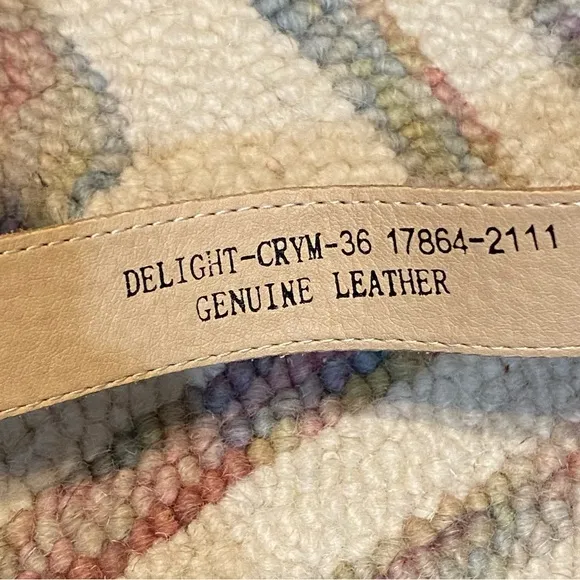 DELIGHT-CRYM-36 17864-2111
GENUINE LEATHER